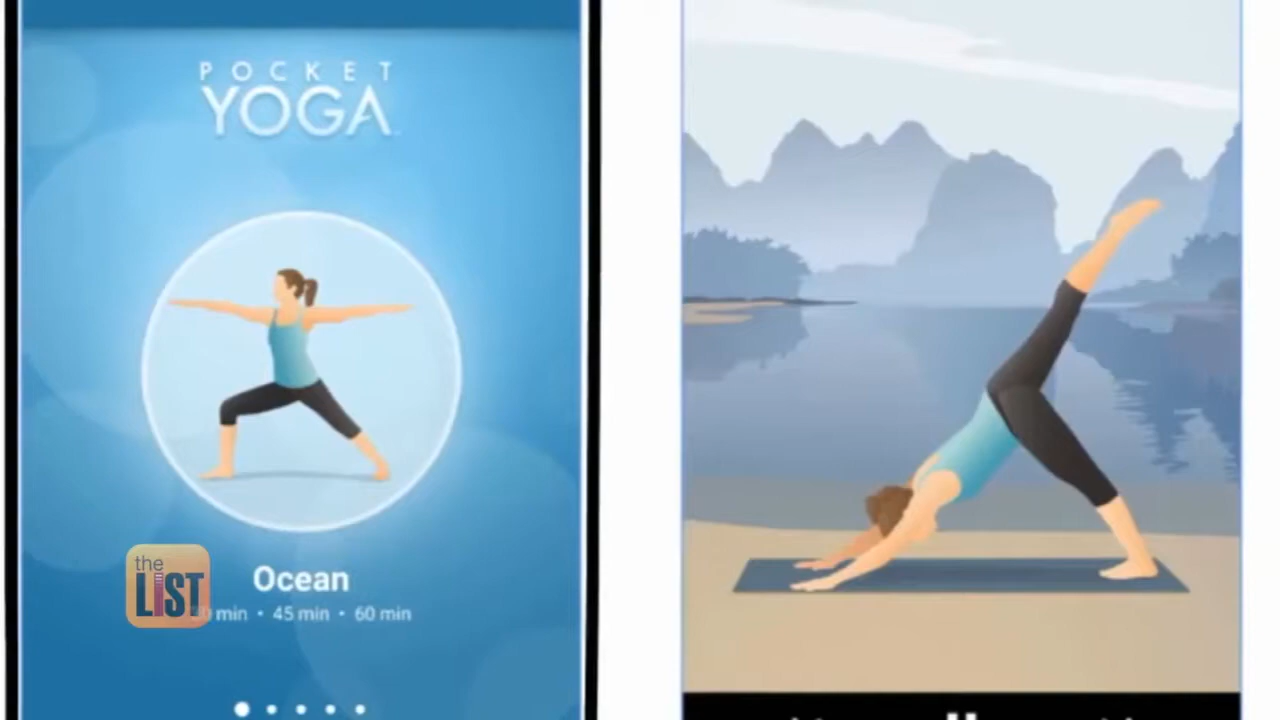 POCKET
YOGA
the
LIST
Ocean
min • 45 min • 60 min